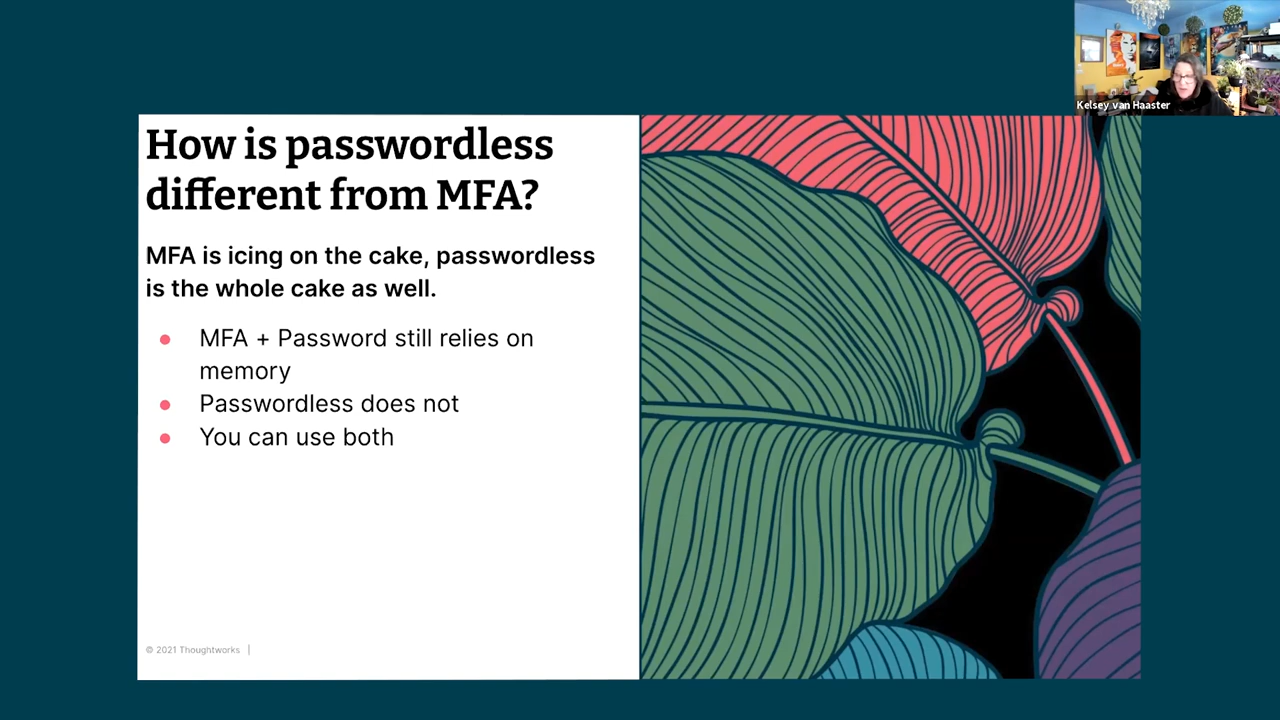 Kelsey van Haaster
How is passwordless
different from MFA?
MFA is icing on the cake, passwordless
is the whole cake as well.
● MFA + Password still relies on
memory
● Passwordless does not
● You can use both
© 2021 Thoughtworks |